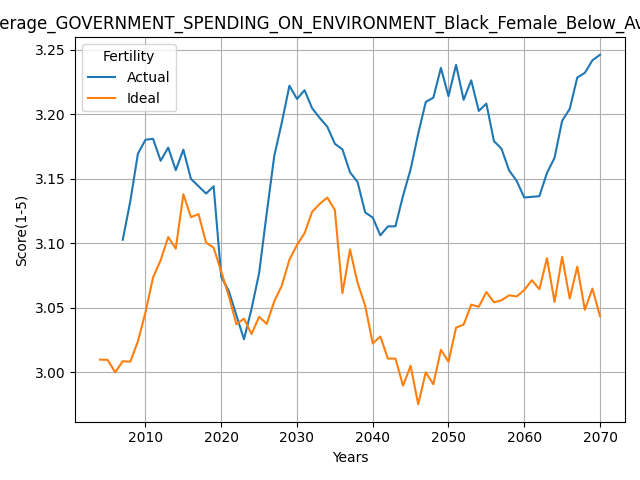 erage_GOVERNMENT_SPENDING_ON_ENVIRONMENT_Black_Female_Below_Av
Fertility
Actual
Ideal
Score(1-5)
3.25
3.20
3.15
3.10
3.05
3.00
2010 2020 2030 2040 2050 2060 2070
Years